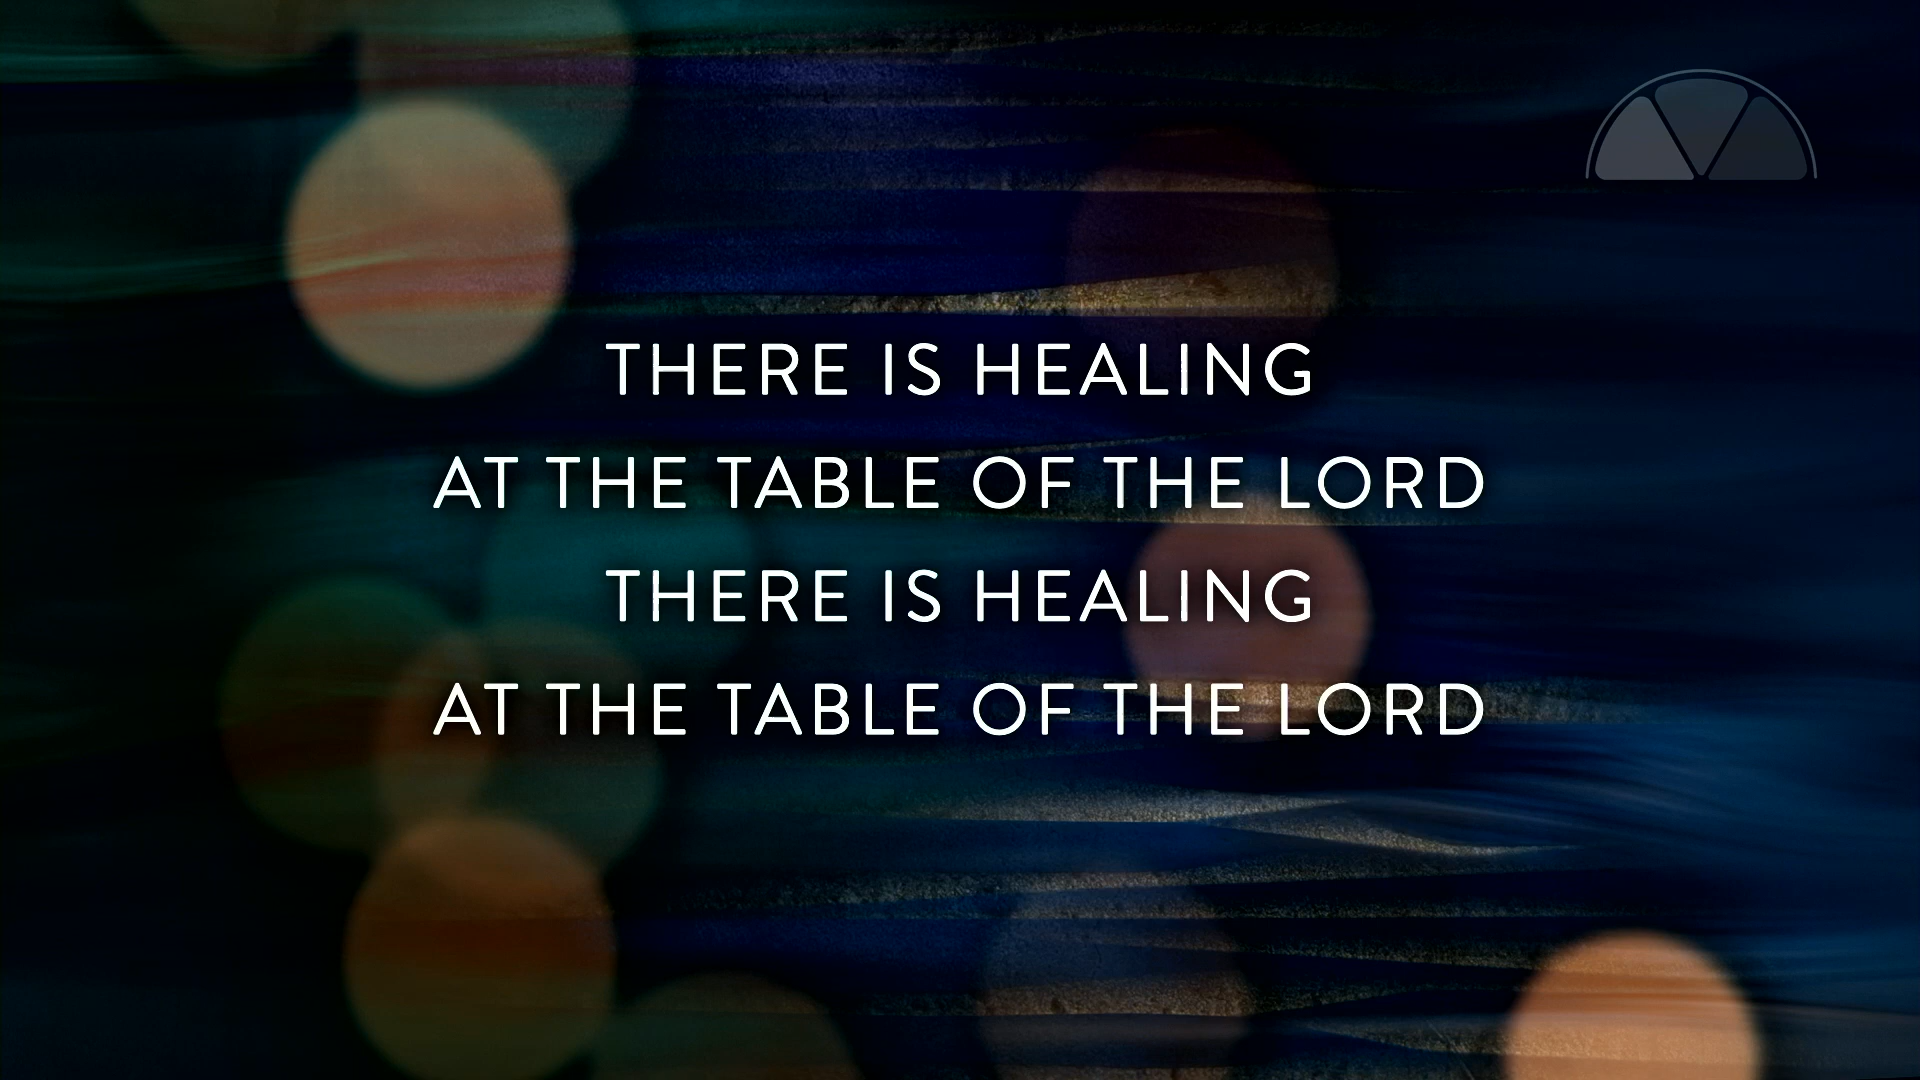 THERE IS HEALING
AT THE TABLE OF THE LORD
THERE IS HEALING
AT THE TABLE OF THE LORD